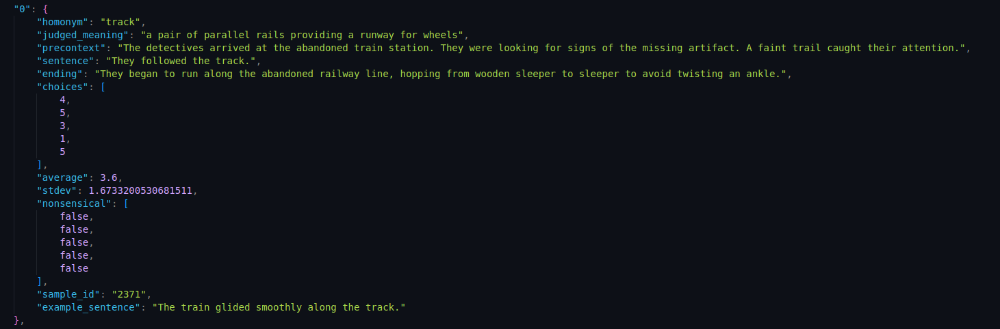 "0": {
"homonym": "track",
"judged_meaning": "a pair of parallel rails providing a runway for wheels",
"precontext": "The detectives arrived at the abandoned train station. They were looking for signs of the missing artifact. A faint trail caught their attention.",
"sentence": "They followed the track.",
"ending": "They began to run along the abandoned railway line, hopping from wooden sleeper to sleeper to avoid twisting an ankle.",
"choices": [
4,
5,
3,
1,
5
],
"average": 3.6,
"stdev": 1.6733200530681511,
"nonsensical": [
false,
false,
false,
false,
false
],
"sample_id": "2371",
"example_sentence": "The train glided smoothly along the track."
},